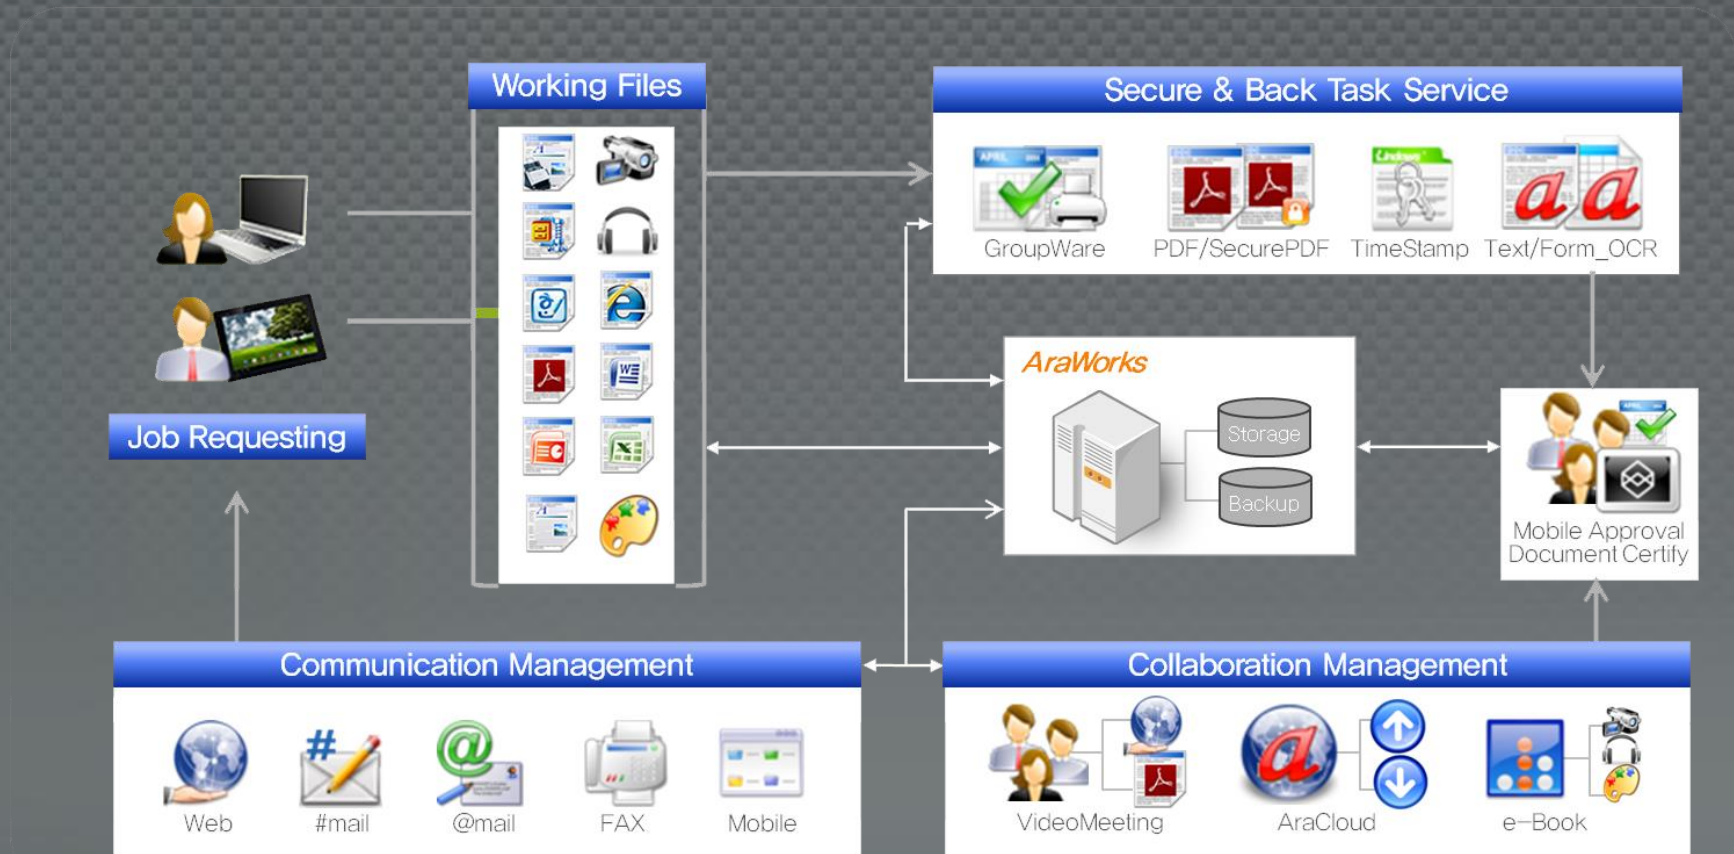 Working Files
Secure & Back Task Service
GroupWare
PDF/SecurePDF
TimeStamp
Text/Form_OCR
Job Requesting
AraWorks
Storage
Backup
Mobile Approval
Document Certify
Communication Management
Web
#mail
@mail
FAX
Mobile
Collaboration Management
VideoMeeting
AraCloud
e-Book